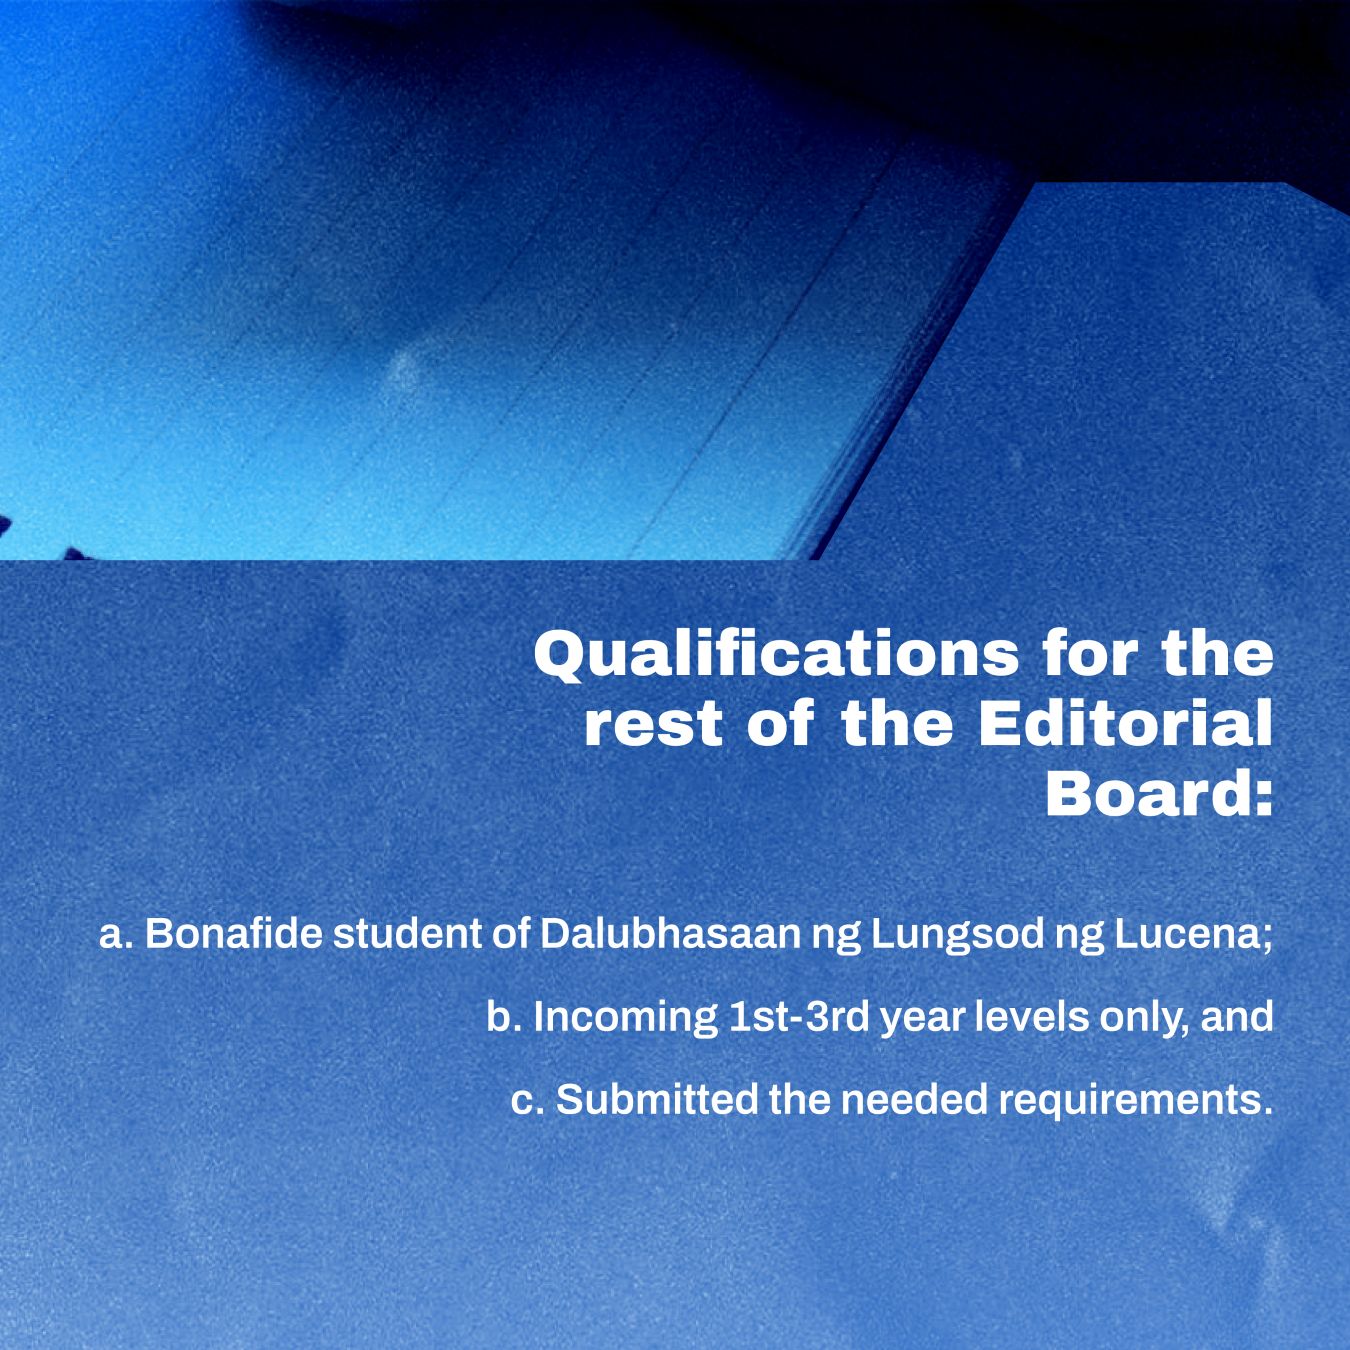 Qualifications for the
rest of the Editorial
Board:
a. Bonafide student of Dalubhasaan ng Lungsod ng Lucena;
b. Incoming 1st-3rd year levels only, and
c. Submitted the needed requirements.